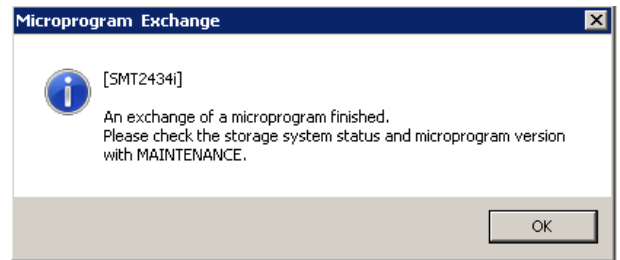 Microprogram Exchange
[SMT2434i]
An exchange of a microprogram finished.
Please check the storage system status and microprogram version
with MAINTENANCE.
OK